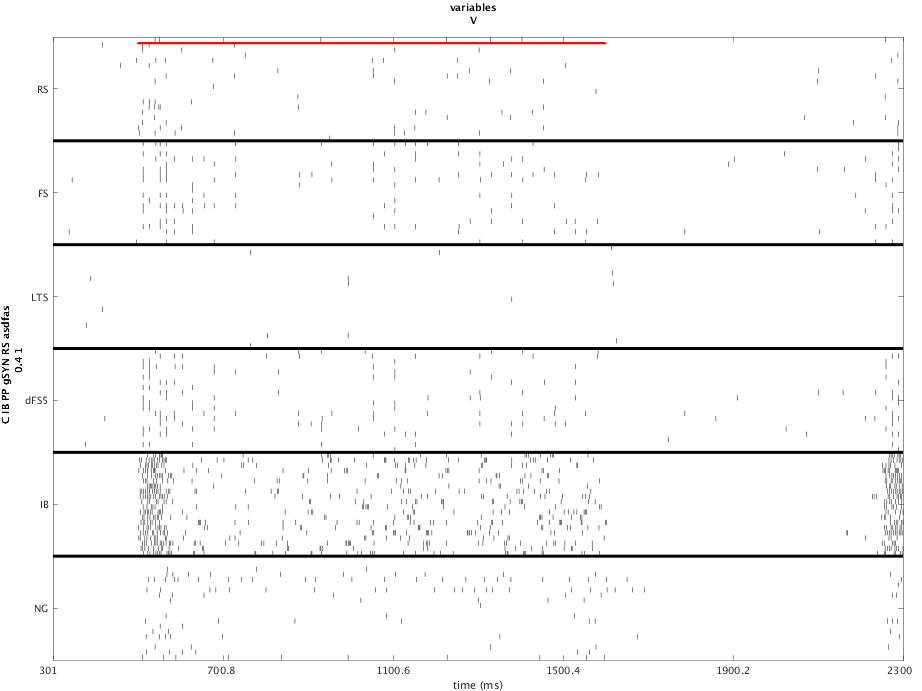 variables
V
RS
FS
LTS
dFS5
IB
NG
C IB PP gSYN RS asdfas
0.4 1
301
700.8
1100.6
1500.4
1900.2
2300
time (ms)